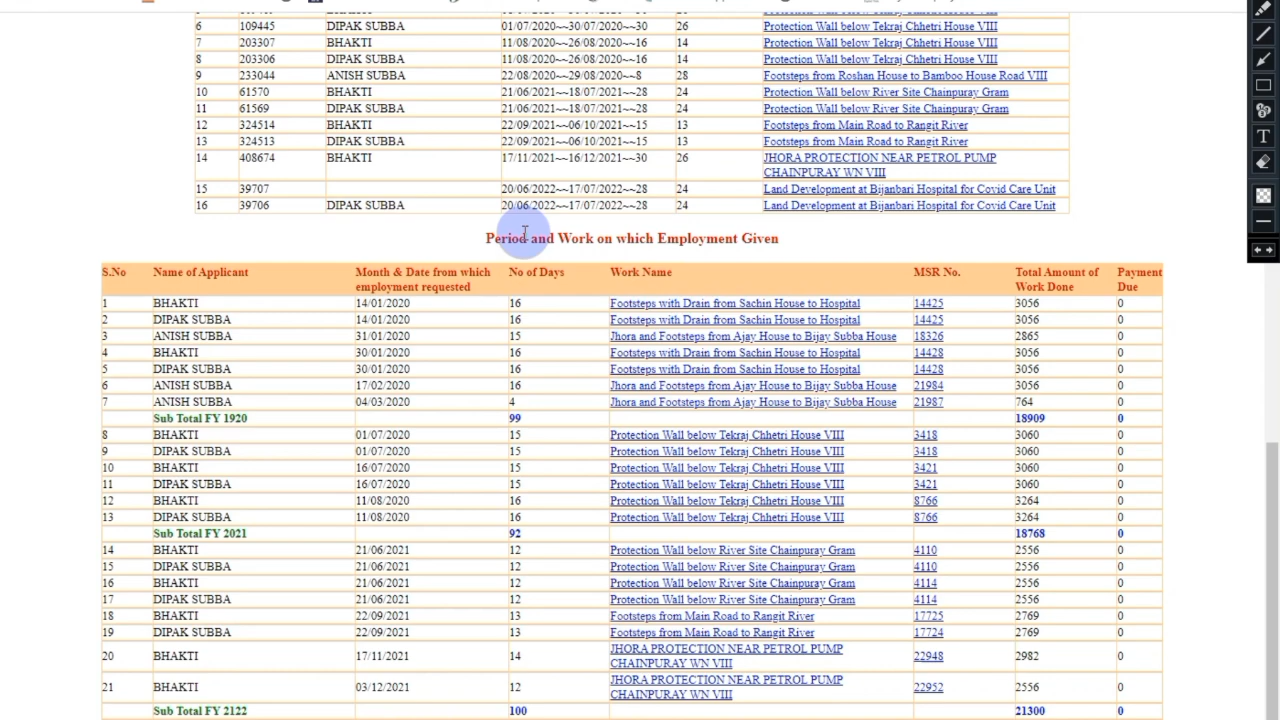 6 109445 DIPAK SUBBA 01/07/2020~~30/07/2020~~30 26 Protection Wall below Tekraj Chhetri House VIII
7 203307 BHAKTI 11/08/2020~~26/08/2020~~16 14 Protection Wall below Tekraj Chhetri House VIII
8 203306 DIPAK SUBBA 11/08/2020~~26/08/2020~~16 14 Protection Wall below Tekraj Chhetri House VIII
9 233044 ANISH SUBBA 22/08/2020~~29/08/2020~~8 28 Footsteps from Roshan House to Bamboo House Road VIII
10 61570 BHAKTI 21/06/2021~~18/07/2021~~28 24 Protection Wall below River Site Chainpuray Gram
11 61569 DIPAK SUBBA 21/06/2021~~18/07/2021~~28 24 Protection Wall below River Site Chainpuray Gram
12 324514 BHAKTI 22/09/2021~~06/10/2021~~15 13 Footsteps from Main Road to Rangit River
13 324513 DIPAK SUBBA 22/09/2021~~06/10/2021~~15 13 Footsteps from Main Road to Rangit River
14 408674 BHAKTI 17/11/2021~~16/12/2021~~30 26 JHORA PROTECTION NEAR PETROL PUMP
CHAINPURAY WN VIII
15 39707 20/06/2022~~17/07/2022~~28 24 Land Development at Bijanbari Hospital for Covid Care Unit
16 39706 DIPAK SUBBA 20/06/2022~~17/07/2022~~28 24 Land Development at Bijanbari Hospital for Covid Care Unit
Period and Work on which Employment Given
S.No Name of Applicant Month & Date from which No of Days Work Name MSR No. Total Amount of Payment
employment requested Work Done Due
1 BHAKTI 14/01/2020 16 Footsteps with Drain from Sachin House to Hospital 14425 3056 0
2 DIPAK SUBBA 14/01/2020 16 Footsteps with Drain from Sachin House to Hospital 14425 3056 0
3 ANISH SUBBA 31/01/2020 15 Jhora and Footsteps from Ajay House to Bijay Subba House 18326 2865 0
4 BHAKTI 30/01/2020 16 Footsteps with Drain from Sachin House to Hospital 14428 3056 0
5 DIPAK SUBBA 30/01/2020 16 Footsteps with Drain from Sachin House to Hospital 14428 3056 0
6 ANISH SUBBA 17/02/2020 16 Jhora and Footsteps from Ajay House to Bijay Subba House 21984 3056 0
7 ANISH SUBBA 04/03/2020 4 Jhora and Footsteps from Ajay House to Bijay Subba House 21987 764 0
Sub Total FY 1920 99 18909 0
8 BHAKTI 01/07/2020 15 Protection Wall below Tekraj Chhetri House VIII 3418 3060 0
9 DIPAK SUBBA 01/07/2020 15 Protection Wall below Tekraj Chhetri House VIII 3418 3060 0
10 BHAKTI 16/07/2020 15 Protection Wall below Tekraj Chhetri House VIII 3421 3060 0
11 DIPAK SUBBA 16/07/2020 15 Protection Wall below Tekraj Chhetri House VIII 3421 3060 0
12 BHAKTI 11/08/2020 16 Protection Wall below Tekraj Chhetri House VIII 8766 3264 0
13 DIPAK SUBBA 11/08/2020 16 Protection Wall below Tekraj Chhetri House VIII 8766 3264 0
Sub Total FY 2021 92 18768 0
14 BHAKTI 21/06/2021 12 Protection Wall below River Site Chainpuray Gram 4110 2556 0
15 DIPAK SUBBA 21/06/2021 12 Protection Wall below River Site Chainpuray Gram 4110 2556 0
16 BHAKTI 21/06/2021 12 Protection Wall below River Site Chainpuray Gram 4114 2556 0
17 DIPAK SUBBA 21/06/2021 12 Protection Wall below River Site Chainpuray Gram 4114 2556 0
18 BHAKTI 22/09/2021 13 Footsteps from Main Road to Rangit River 17725 2769 0
19 DIPAK SUBBA 22/09/2021 13 Footsteps from Main Road to Rangit River 17724 2769 0
20 BHAKTI 17/11/2021 14 JHORA PROTECTION NEAR PETROL PUMP 22948 2982 0
CHAINPURAY WN VIII
21 BHAKTI 03/12/2021 12 JHORA PROTECTION NEAR PETROL PUMP 22952 2556 0
CHAINPURAY WN VIII
Sub Total FY 2122 100 21300 0